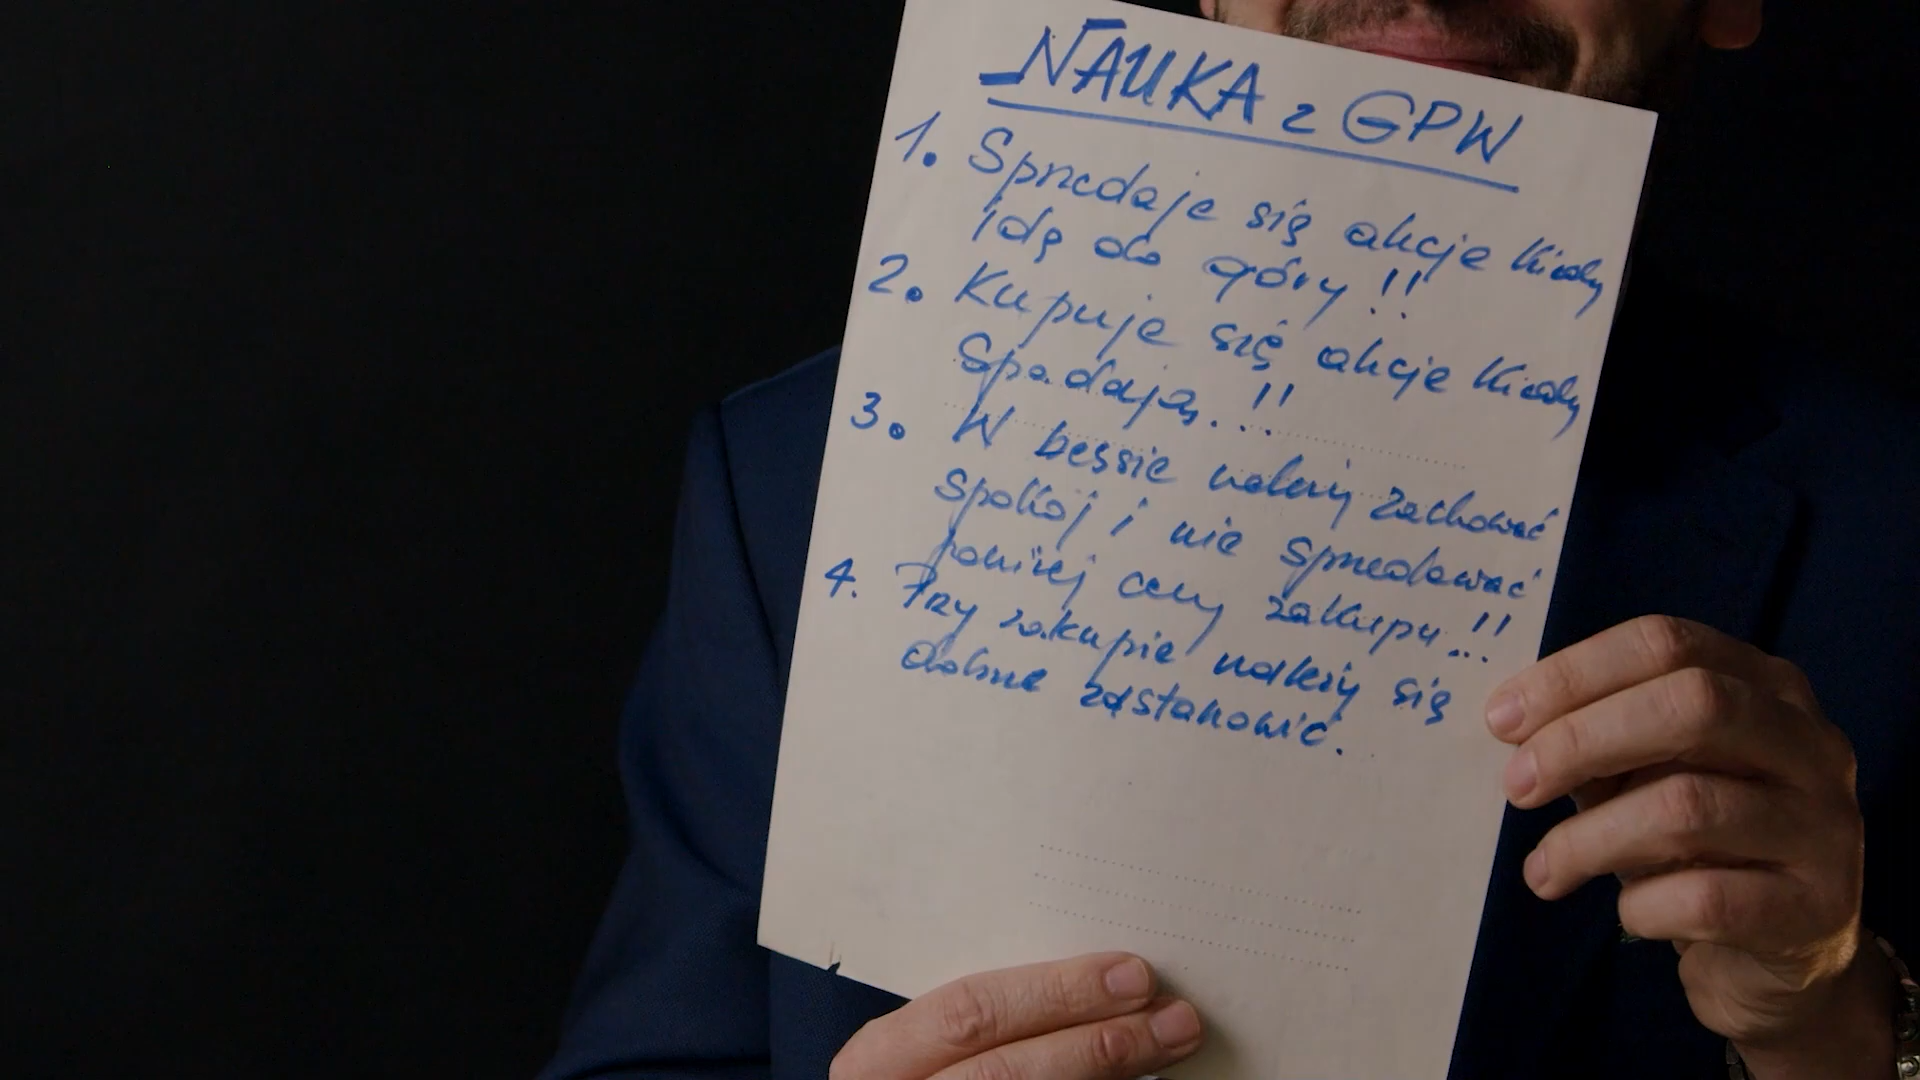 NAUKA z GPW
1. Sprzedaje się akcje kiedy
idą do góry!!
2. Kupuje się akcje kiedy
spadają.!!
3. W bessie należy zachować
spokój i nie sprzedawać
poniżej ceny zakupu!!
4. Przy zakupie należy się
dobrze zastanowić.